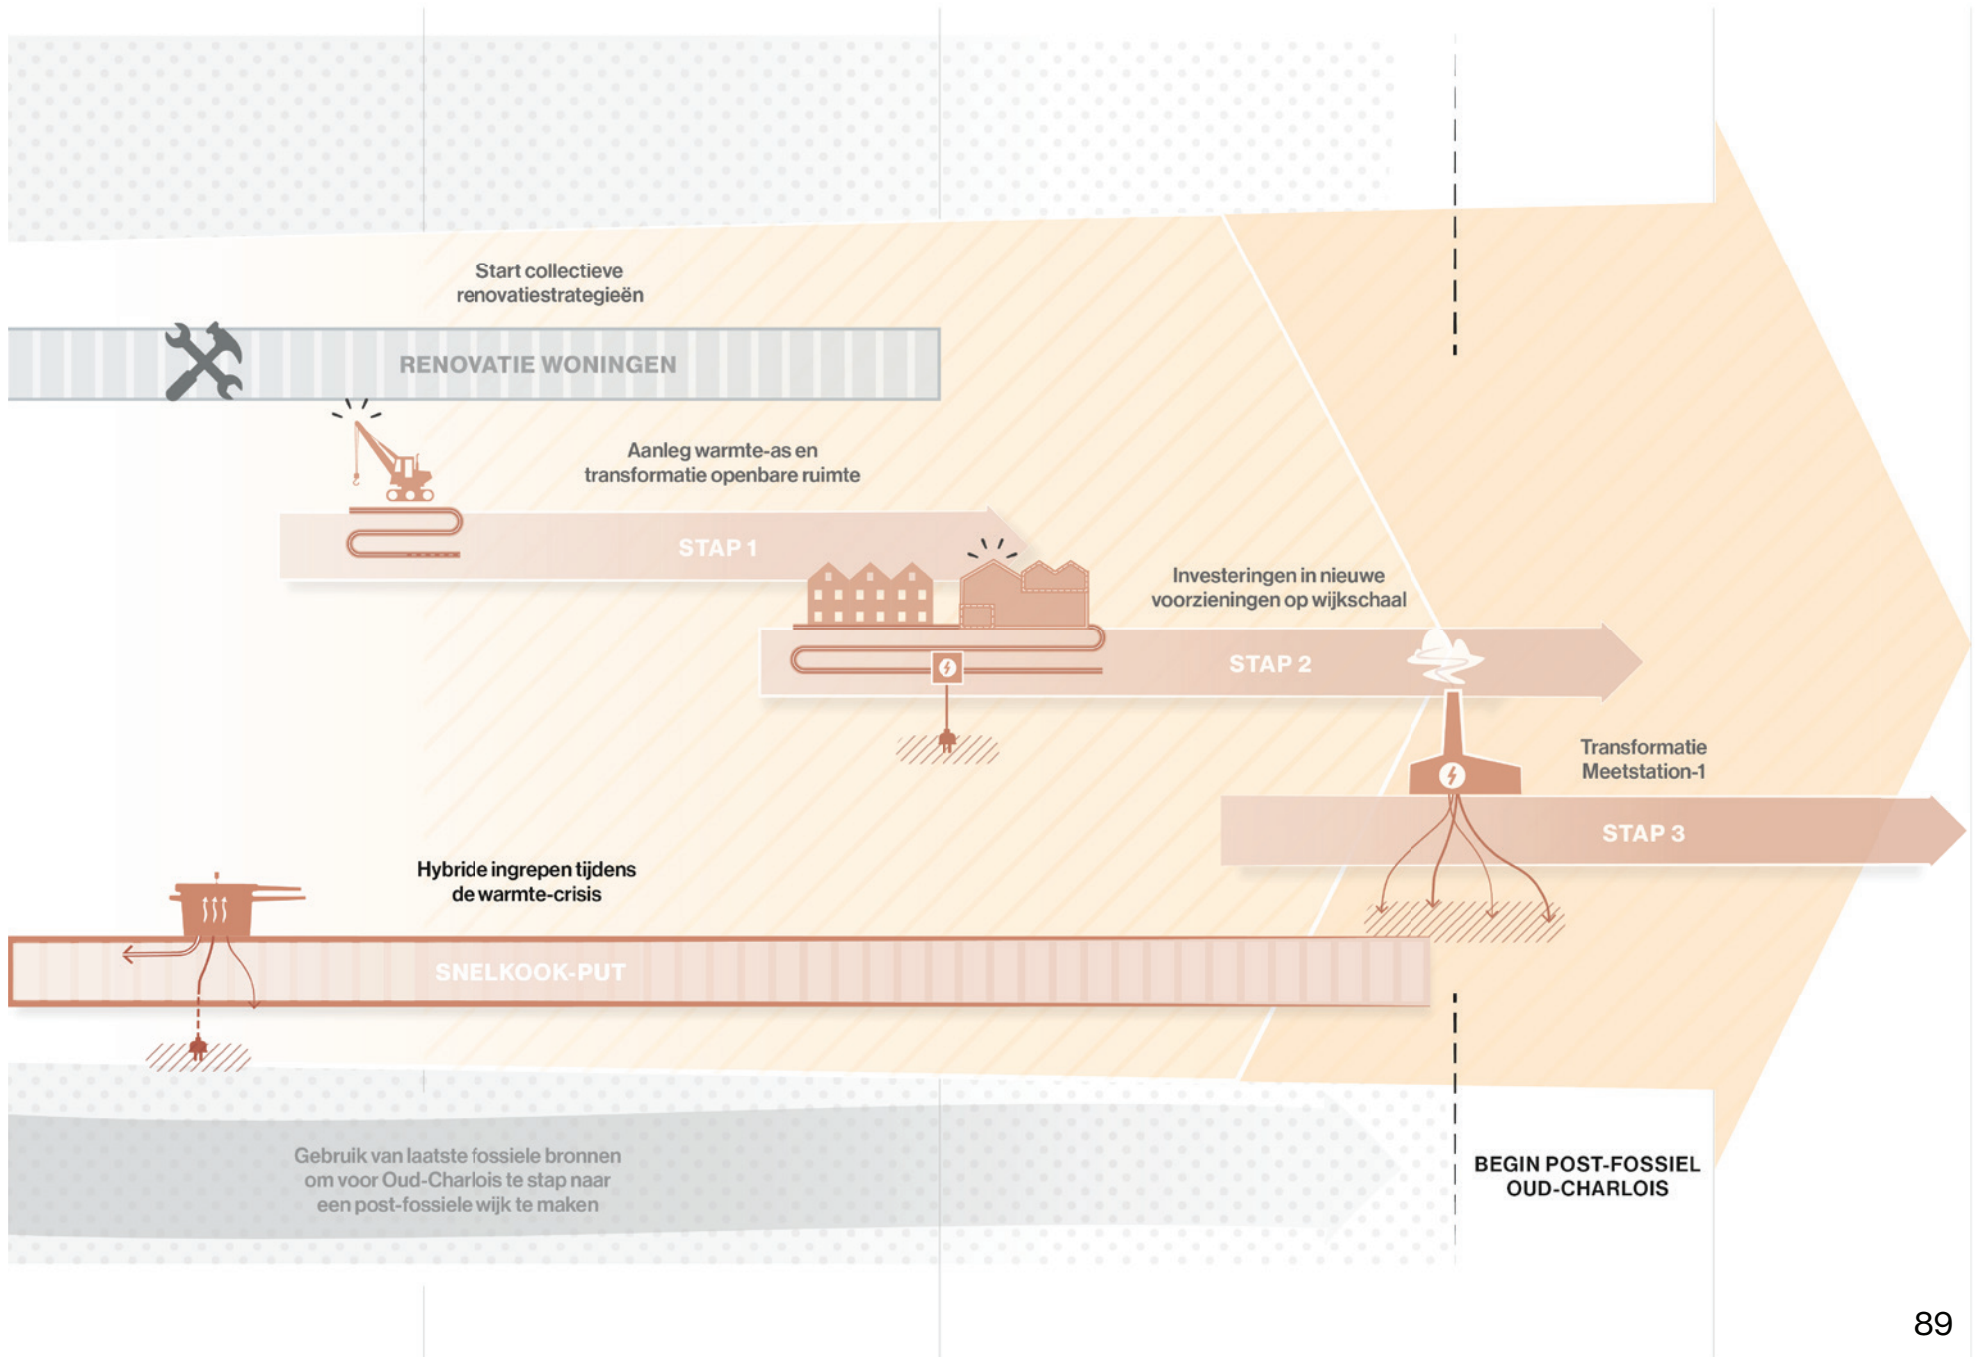 Start collectieve
renovatiestrategieën
RENOVATIE WONINGEN
Aanleg warmte-as en
transformatie openbare ruimte
STAP 1
Investeringen in nieuwe
voorzieningen op wijkschaal
STAP 2
Transformatie
Meetstation-1
STAP 3
Hybride ingrepen tijdens
de warmte-crisis
SNELKOOK-PUT
Gebruik van laatste fossiele bronnen
om voor Oud-Charlois te stap naar
een post-fossiele wijk te maken
BEGIN POST-FOSSIEL
OUD-CHARLOIS
89